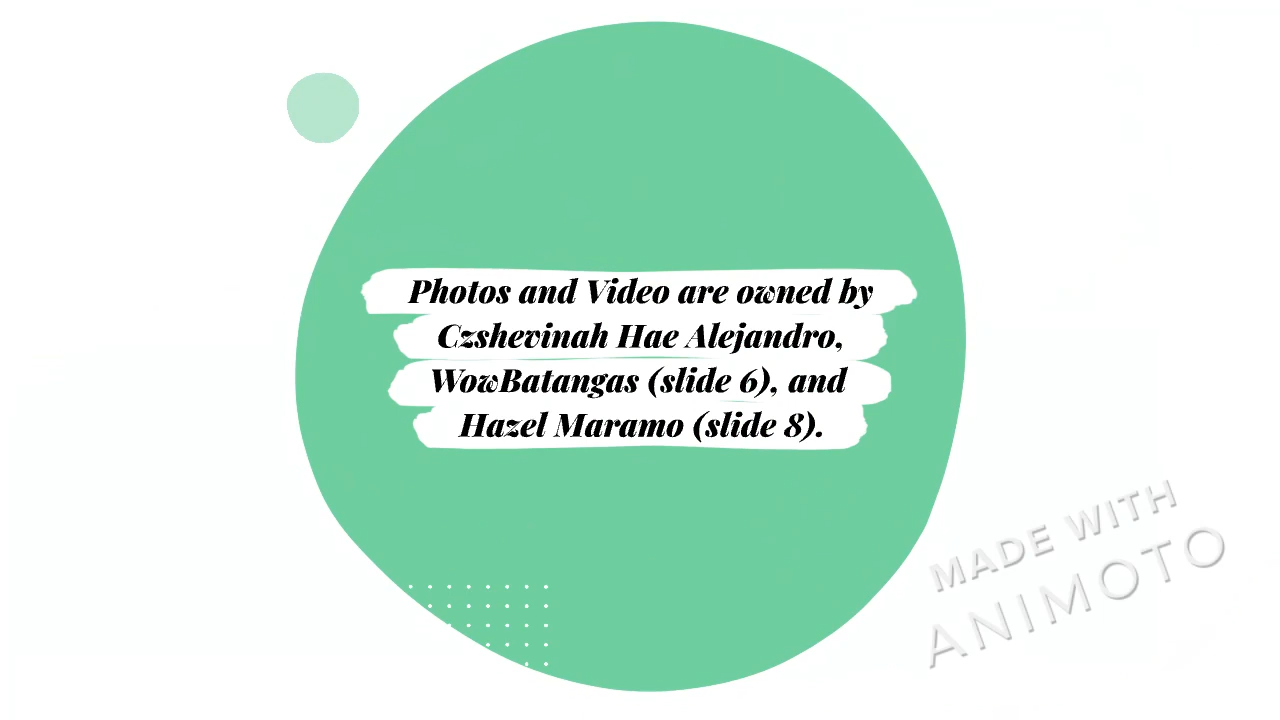 Photos and Video are owned by
Czshevinah Hae Alejandro,
WowBatangas (slide 6), and
Hazel Maramo (slide 8).
MADE WITH
ANIMOTO